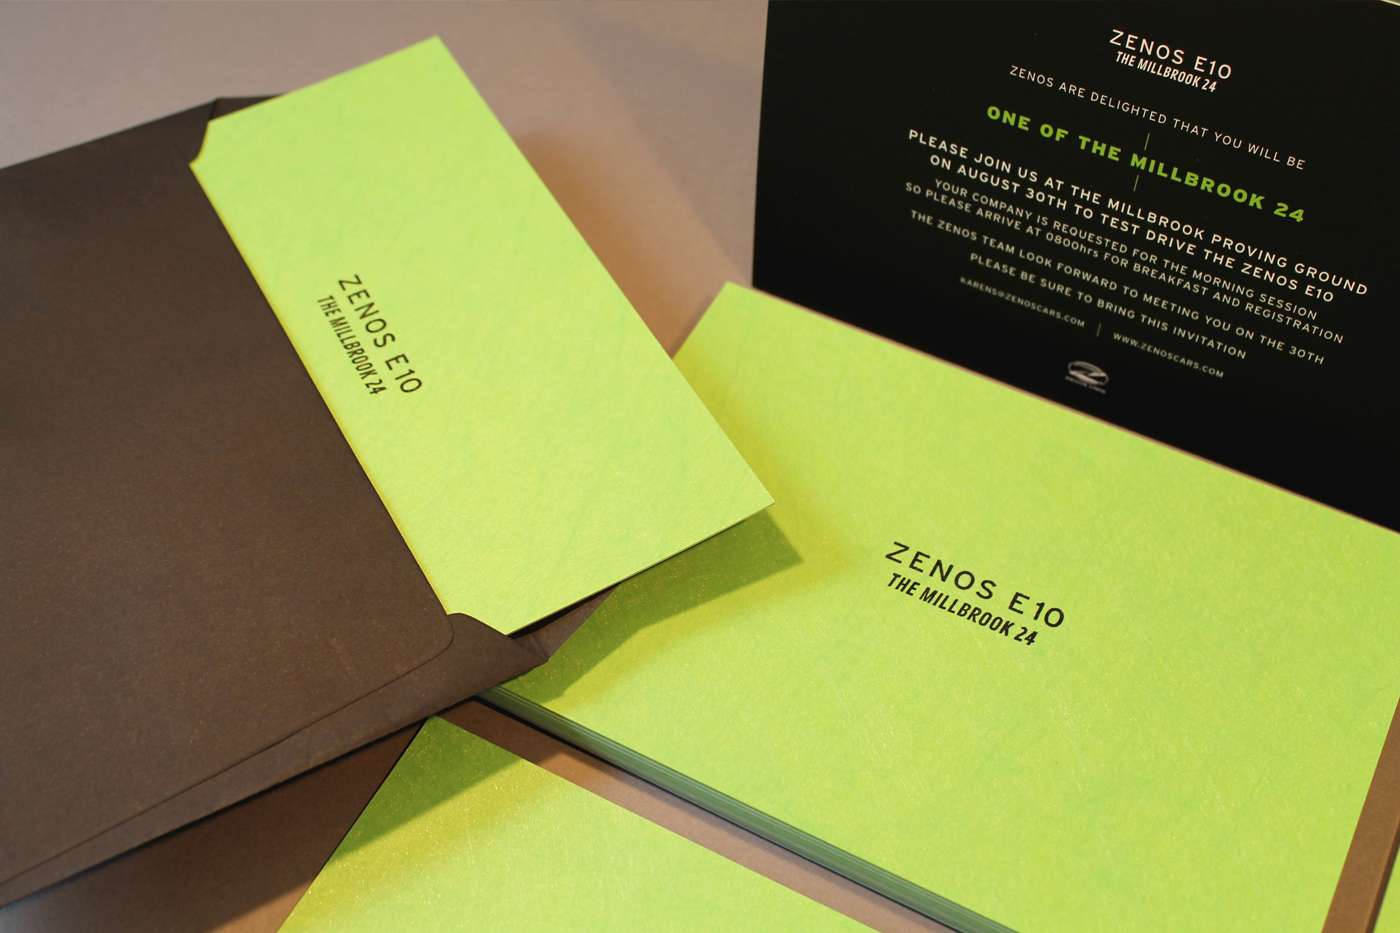 ZENOS E10
THE MILLBROOK 24
ZENOS ARE DELIGHTED THAT YOU WILL BE
ONE OF THE MILLBROOK 24
PLEASE JOIN US AT THE MILLBROOK PROVING GROUND
ON AUGUST 30TH TO TEST DRIVE THE ZENOS E10
YOUR COMPANY IS REQUESTED FOR THE MORNING SESSION
SO PLEASE ARRIVE AT 0800hrs FOR BREAKFAST AND REGISTRATION
THE ZENOS TEAM LOOK FORWARD TO MEETING YOU ON THE 30TH
PLEASE BE SURE TO BRING THIS INVITATION
KARENS@ZENOSCARS.COM | WWW.ZENOSCARS.COM
ZENOS E10
THE MILLBROOK 24
ZENOS E10
THE MILLBROOK 24